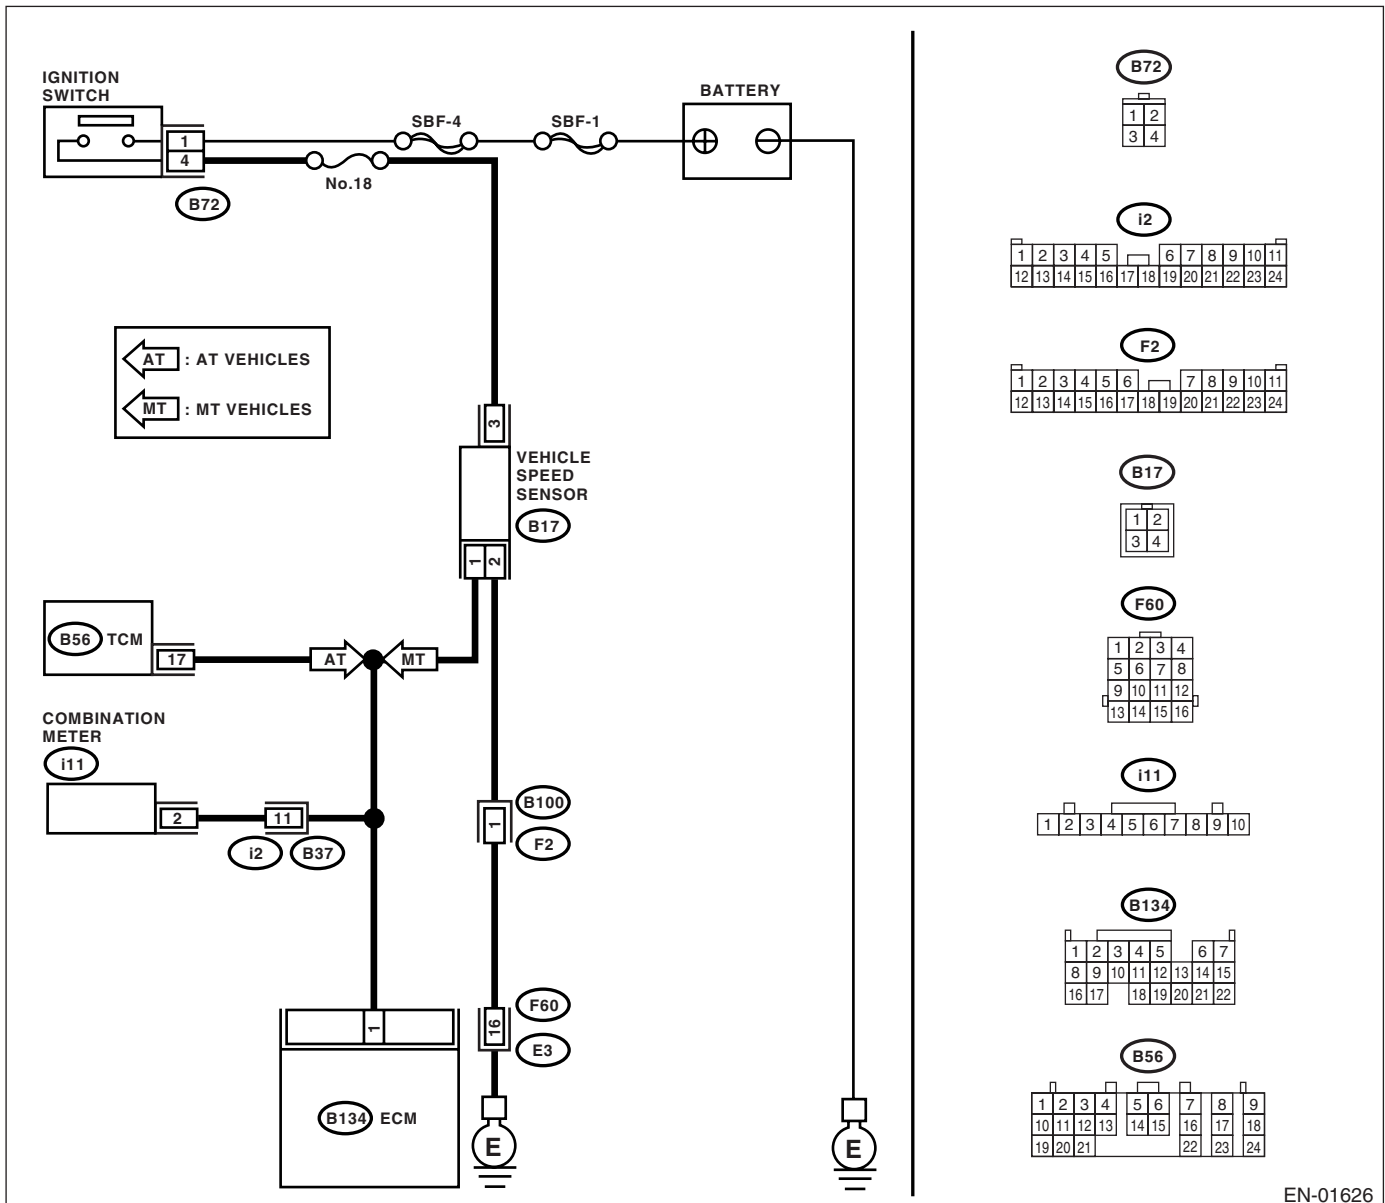 IGNITION
SWITCH
1
4
B72
SBF-4
SBF-1
No.18
BATTERY
AT : AT VEHICLES
MT : MT VEHICLES
3
VEHICLE
SPEED
SENSOR
B17
1 2
B56 TCM
17
AT
MT
COMBINATION
METER
i11
2
11
i2 B37
B100
1
F2
F60
16
E3
1
B134 ECM
E
E
B72
1 2
3 4
i2
1 2 3 4 5 6 7 8 9 10 11
12 13 14 15 16 17 18 19 20 21 22 23 24
F2
1 2 3 4 5 6 7 8 9 10 11
12 13 14 15 16 17 18 19 20 21 22 23 24
B17
1 2
3 4
F60
1 2 3 4
5 6 7 8
9 10 11 12
13 14 15 16
i11
1 2 3 4 5 6 7 8 9 10
B134
1 2 3 4 5 6 7
8 9 10 11 12 13 14 15
16 17 18 19 20 21 22
B56
1 2 3 4 5 6 7 8 9
10 11 12 13 14 15 16 17 18
19 20 21 22 23 24
EN-01626